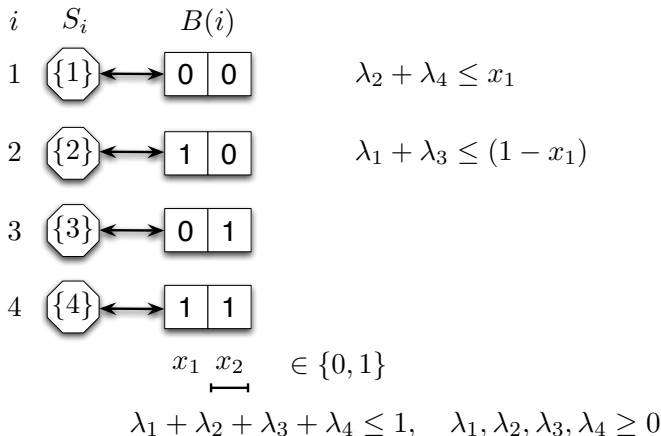 i S_i B(i)
1 {1} 0 0 λ_2 + λ_4 ≤ x_1
2 {2} 1 0 λ_1 + λ_3 ≤ (1 − x_1)
3 {3} 0 1
4 {4} 1 1
x_1 x_2 ∈ {0, 1}
λ_1 + λ_2 + λ_3 + λ_4 ≤ 1, λ_1, λ_2, λ_3, λ_4 ≥ 0